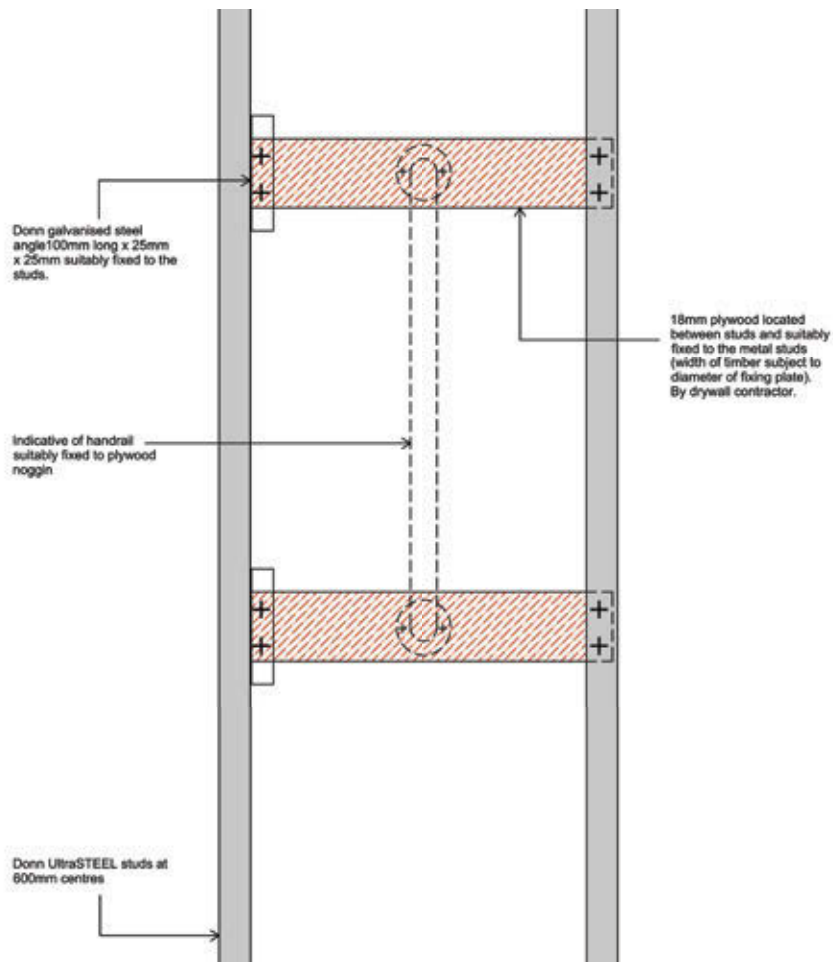 Donn galvanised steel
angle100mm long x 25mm
x 25mm suitably fixed to the
studs.
18mm plywood located
between studs and suitably
fixed to the metal studs
(width of timber subject to
diameter of fixing plate).
By drywall contractor.
Indicative of handrail
suitably fixed to plywood
noggin
Donn UltraSTEEL studs at
600mm centres